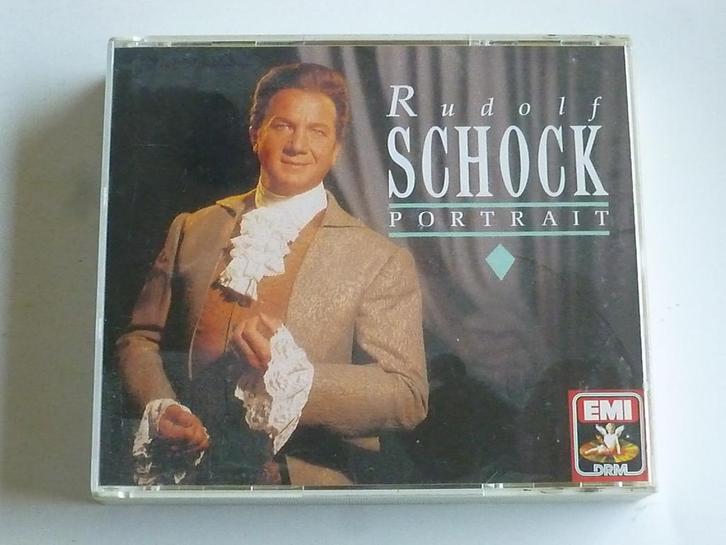 Rudolf
SCHOCK
PORTRAIT
EMI
DRM